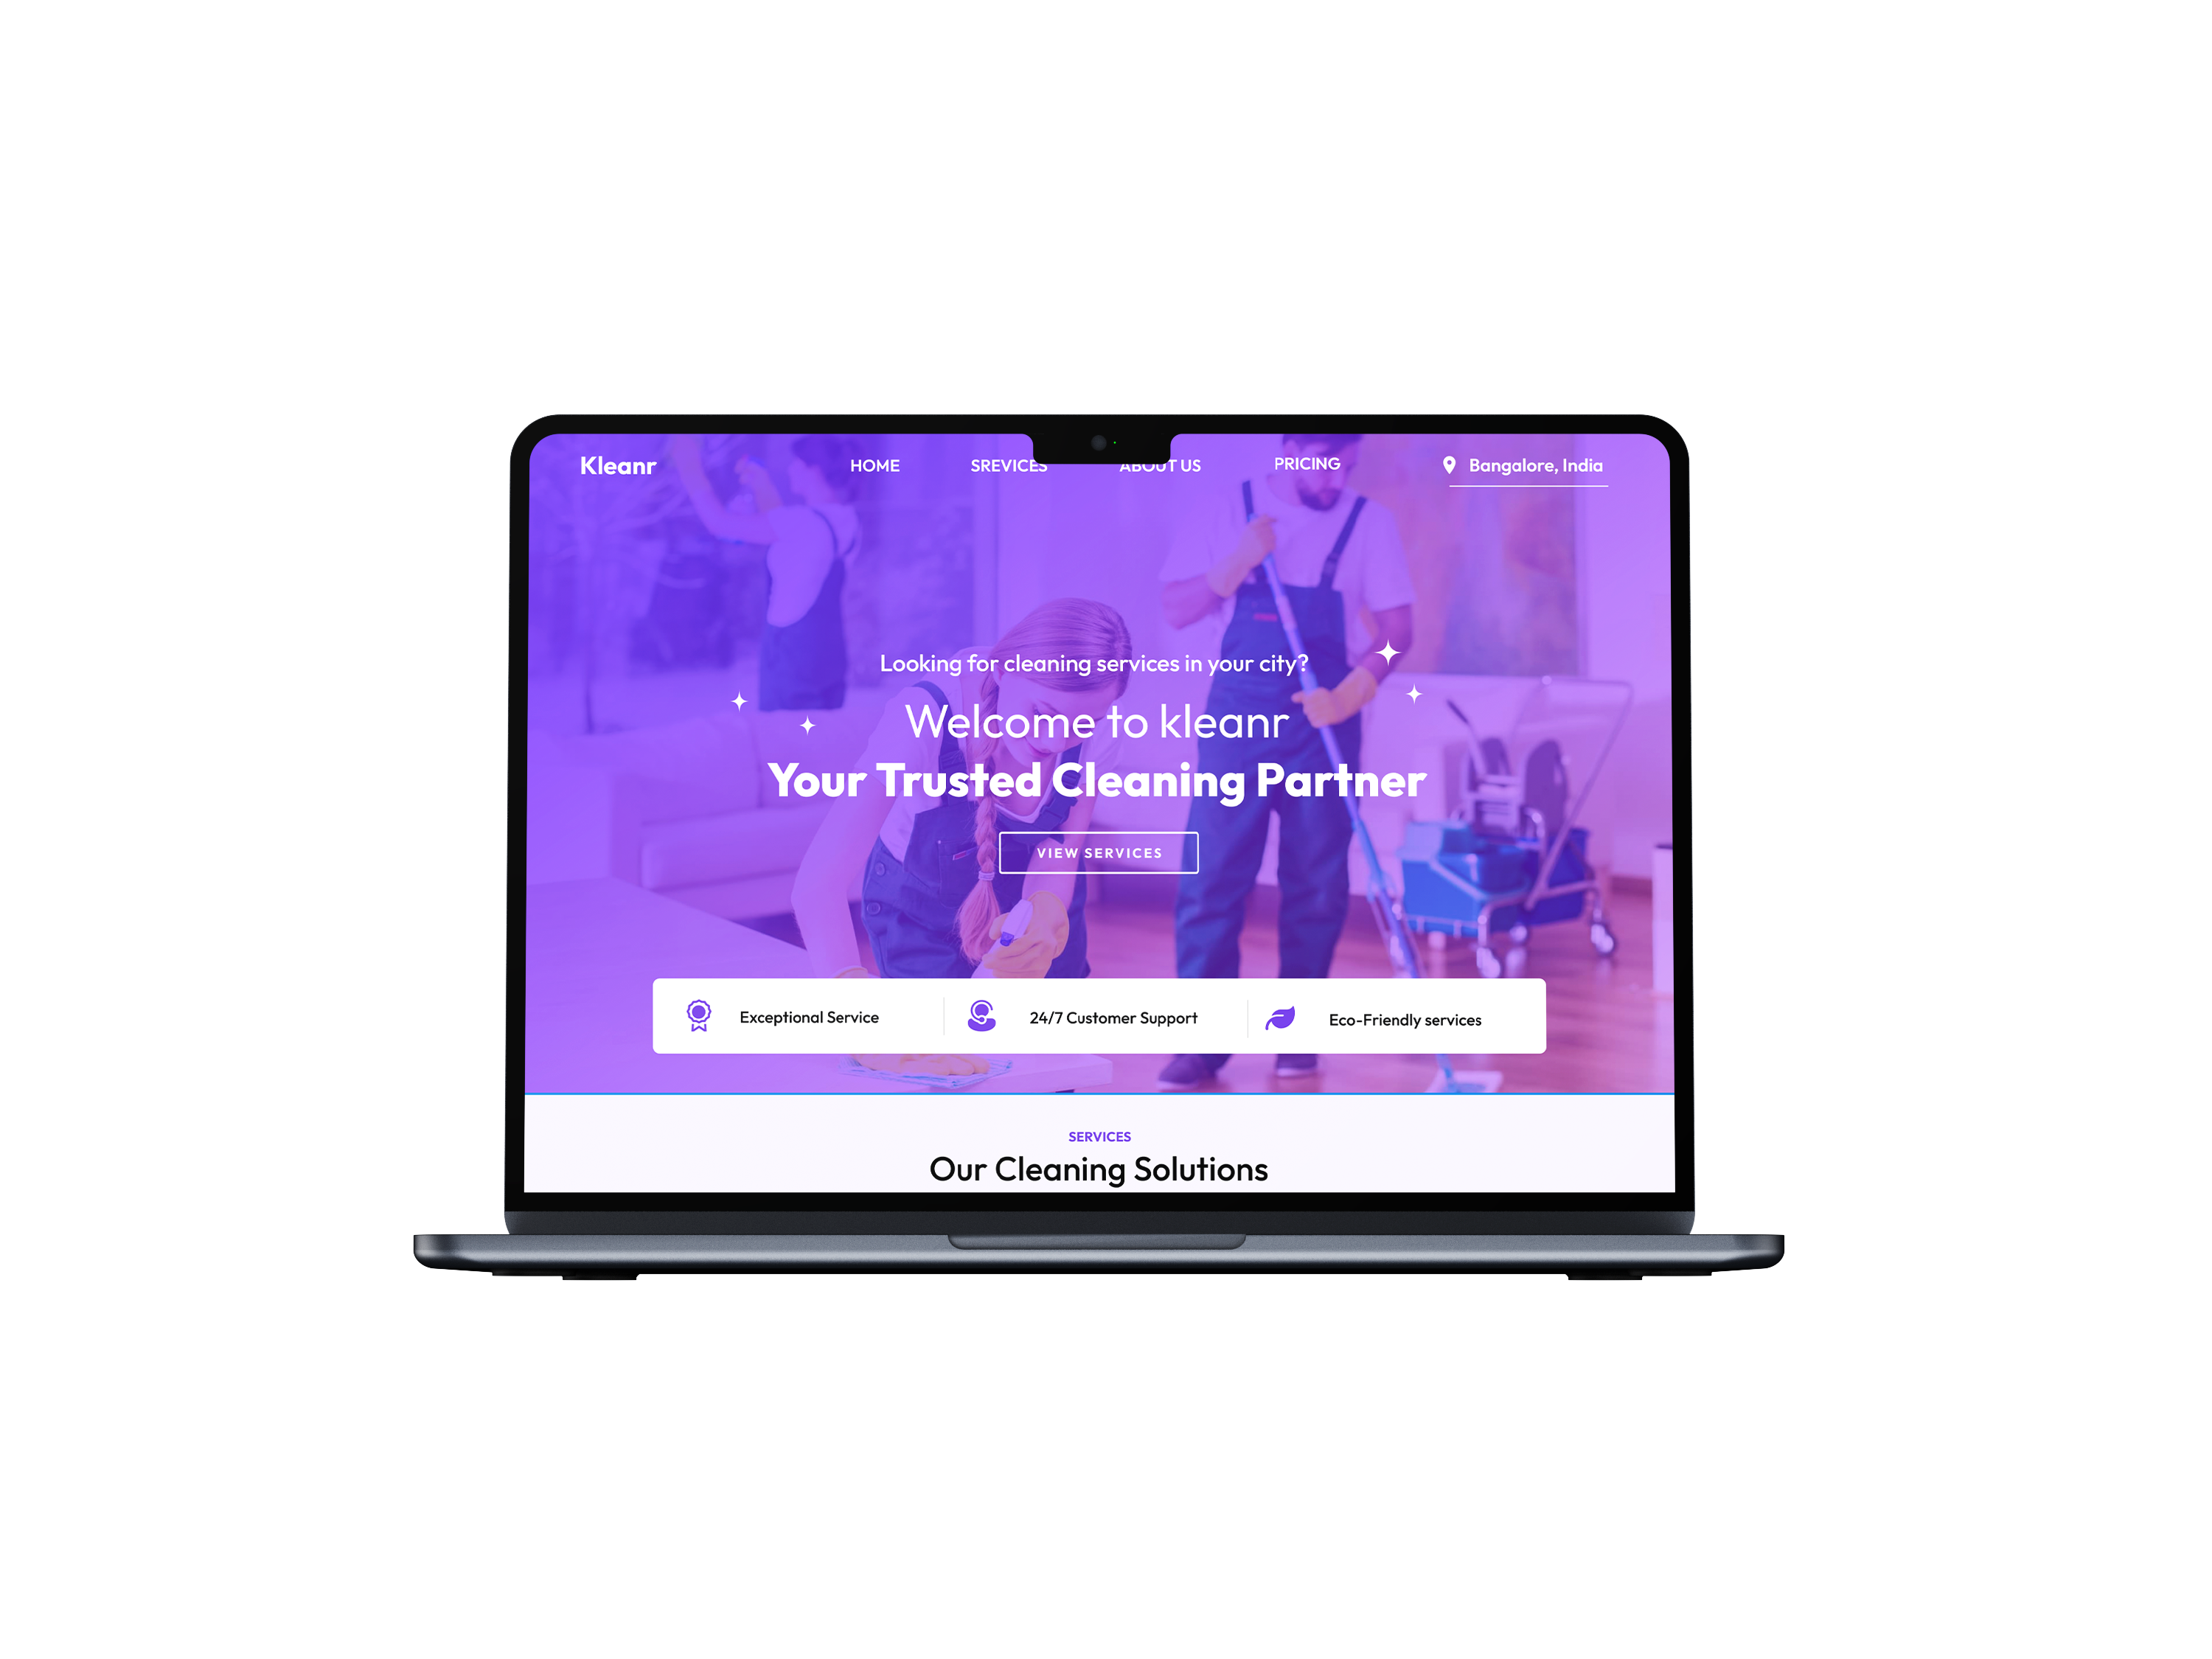 Kleanr HOME SREVICES ABOUT US PRICING Bangalore, India
Looking for cleaning services in your city?
Welcome to kleanr
Your Trusted Cleaning Partner
VIEW SERVICES
Exceptional Service 24/7 Customer Support Eco-Friendly services
SERVICES
Our Cleaning Solutions